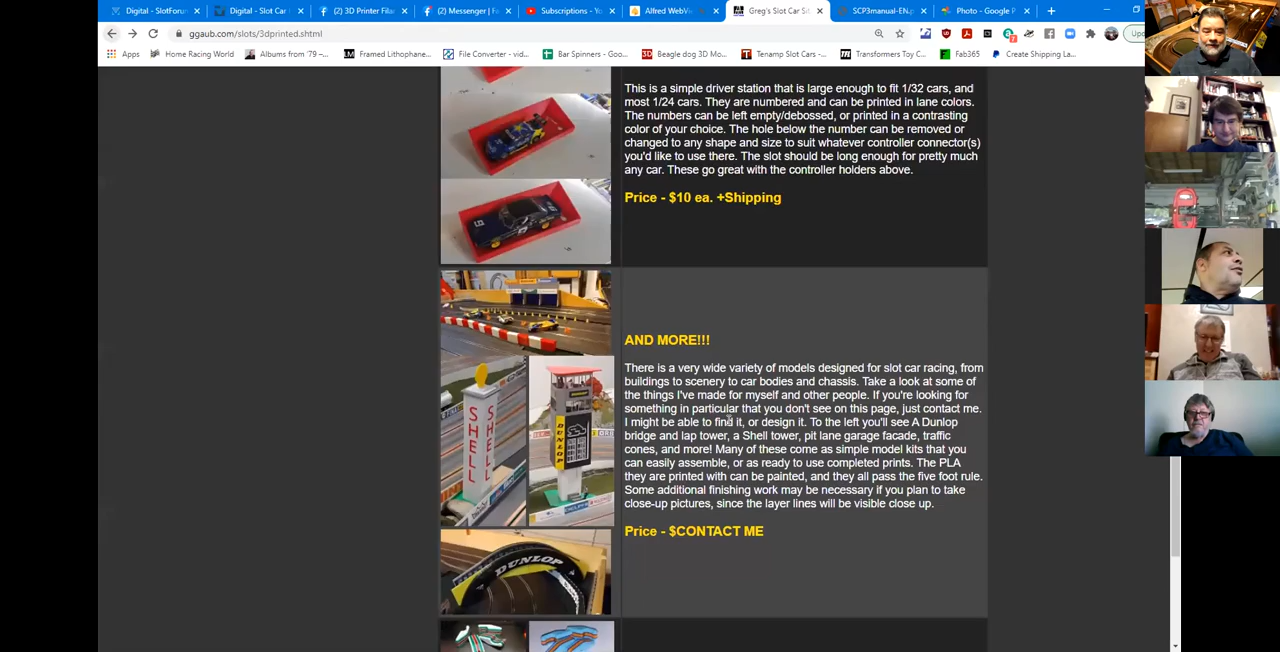 Digital - SlotForum
Digital - Slot Car
(2) 3D Printer Fila
(2) Messenger | Fa
Subscriptions - Yo
Alfred WebVi
Greg's Slot Car Sit
SCP3manual-EN.p
Photo - Google P
ggaub.com/slots/3dprinted.shtml
Apps
Home Racing World
Albums from '79 –...
Framed Lithophane...
File Converter - vid...
Bar Spinners - Goo...
Beagle dog 3D Mo...
Tenamp Slot Cars -...
Transformers Toy C...
Fab365
Create Shipping La...
This is a simple driver station that is large enough to fit 1/32 cars, and
most 1/24 cars. They are numbered and can be printed in lane colors.
The numbers can be left empty/debossed, or printed in a contrasting
color of your choice. The hole below the number can be removed or
changed to any shape and size to suit whatever controller connector(s)
you'd like to use there. The slot should be long enough for pretty much
any car. These go great with the controller holders above.
Price - $10 ea. +Shipping
AND MORE!!!
There is a very wide variety of models designed for slot car racing, from
buildings to scenery to car bodies and chassis. Take a look at some of
the things I've made for myself and other people. If you're looking for
something in particular that you don't see on this page, just contact me.
I might be able to find it, or design it. To the left you'll see A Dunlop
bridge and lap tower, a Shell tower, pit lane garage facade, traffic
cones, and more! Many of these come as simple model kits that you
can easily assemble, or as ready to use completed prints. The PLA
they are printed with can be painted, and they all pass the five foot rule.
Some additional finishing work may be necessary if you plan to take
close-up pictures, since the layer lines will be visible close up.
Price - $CONTACT ME
SHELL
SHELL
DUNLOP
DUNLOP